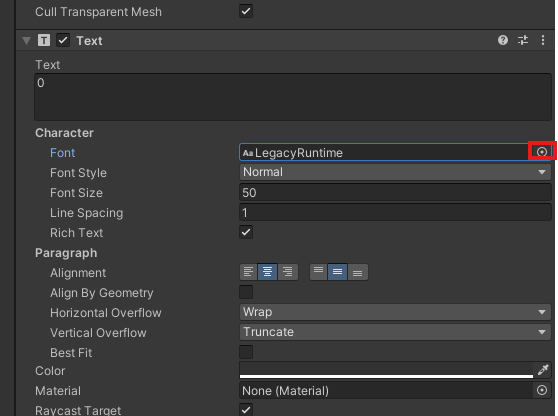 Cull Transparent Mesh
T Text
Text
0
Character
Font Aa LegacyRuntime
Font Style Normal
Font Size 50
Line Spacing 1
Rich Text
Paragraph
Alignment
Align By Geometry
Horizontal Overflow Wrap
Vertical Overflow Truncate
Best Fit
Color
Material None (Material)
Raycast Target